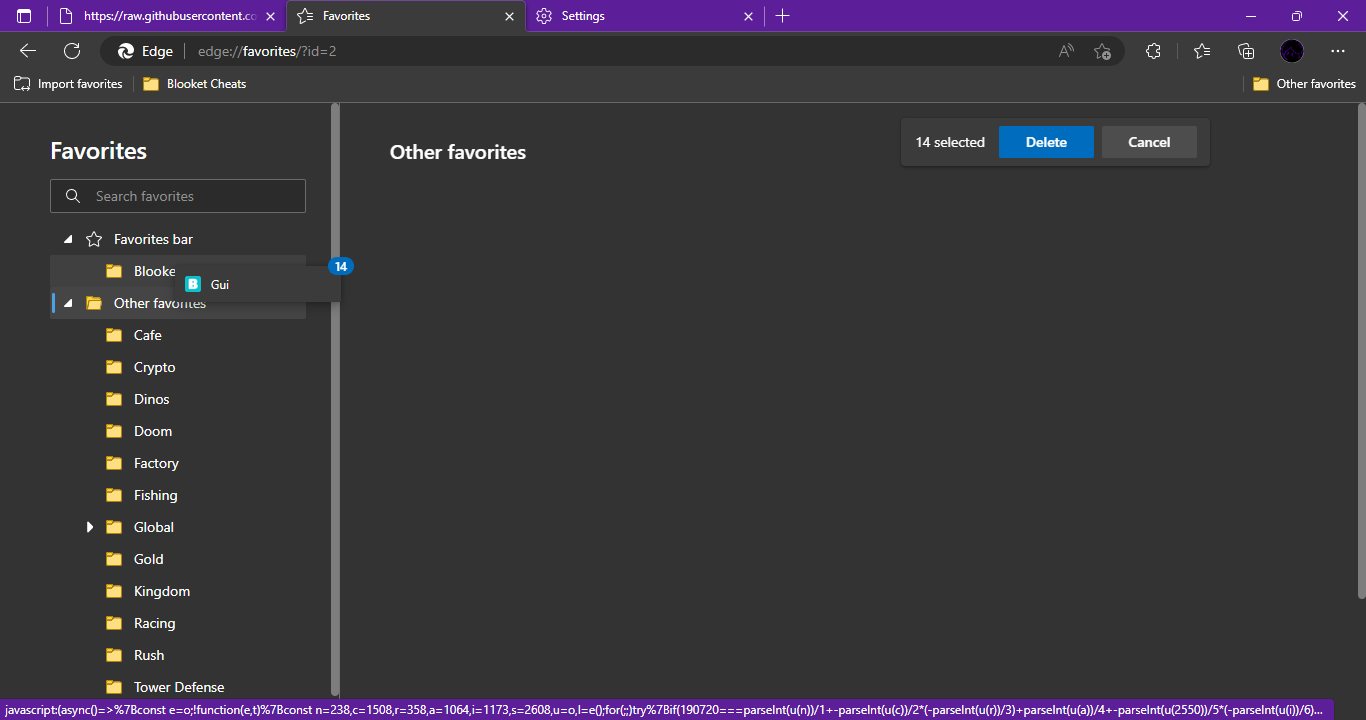 https://raw.githubusercontent.co
Favorites
Settings
Edge
edge://favorites/?id=2
Import favorites
Blooket Cheats
Other favorites
Favorites
Search favorites
Favorites bar
Blooke
14
B Gui
Other favorites
Cafe
Crypto
Dinos
Doom
Factory
Fishing
Global
Gold
Kingdom
Racing
Rush
Tower Defense
Other favorites
14 selected
Delete
Cancel
javascript:(async()=>%7Bconst e=o;!function(e,t)%7Bconst n=238,c=1508,r=358,a=1064,i=1173,s=2608,u=o,l=e();for(;;)try%7Bif(190720===parseInt(u(n))/1+-parseInt(u(c))/2*(-parseInt(u(r))/3)+parseInt(u(a))/4+-parseInt(u(2550))/5*(-parseInt(u(i))/6)...